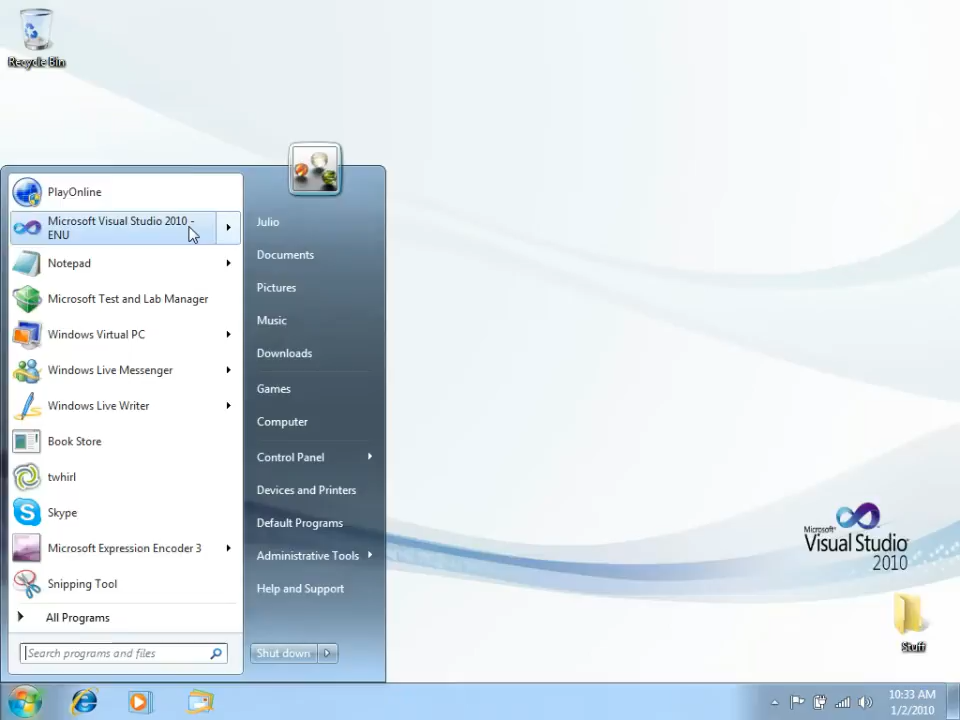 Recycle Bin
PlayOnline
Microsoft Visual Studio 2010 -
ENU
Notepad
Microsoft Test and Lab Manager
Windows Virtual PC
Windows Live Messenger
Windows Live Writer
Book Store
twhirl
Skype
Microsoft Expression Encoder 3
Snipping Tool
All Programs
Search programs and files
Julio
Documents
Pictures
Music
Downloads
Games
Computer
Control Panel
Devices and Printers
Default Programs
Administrative Tools
Help and Support
Shut down
Microsoft
Visual Studio
2010
Stuff
10:33 AM
1/2/2010